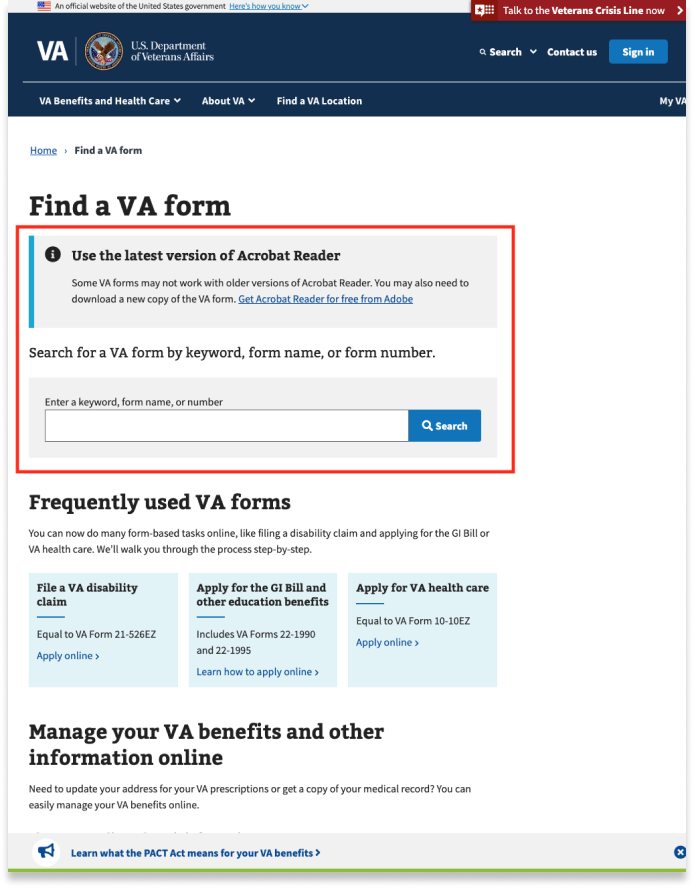 An official website of the United States government Here's how you know
Talk to the Veterans Crisis Line now
VA
U.S. Department
of Veterans Affairs
Search
Contact us
Sign in
VA Benefits and Health Care
About VA
Find a VA Location
My VA
Home › Find a VA form
Find a VA form
Use the latest version of Acrobat Reader
Some VA forms may not work with older versions of Acrobat Reader. You may also need to
download a new copy of the VA form. Get Acrobat Reader for free from Adobe
Search for a VA form by keyword, form name, or form number.
Enter a keyword, form name, or number
Search
Frequently used VA forms
You can now do many form-based tasks online, like filing a disability claim and applying for the GI Bill or
VA health care. We'll walk you through the process step-by-step.
File a VA disability
claim
Equal to VA Form 21-526EZ
Apply online ›
Apply for the GI Bill and
other education benefits
Includes VA Forms 22-1990
and 22-1995
Learn how to apply online ›
Apply for VA health care
Equal to VA Form 10-10EZ
Apply online ›
Manage your VA benefits and other
information online
Need to update your address for your VA prescriptions or get a copy of your medical record? You can
easily manage your VA benefits online.
Learn what the PACT Act means for your VA benefits ›